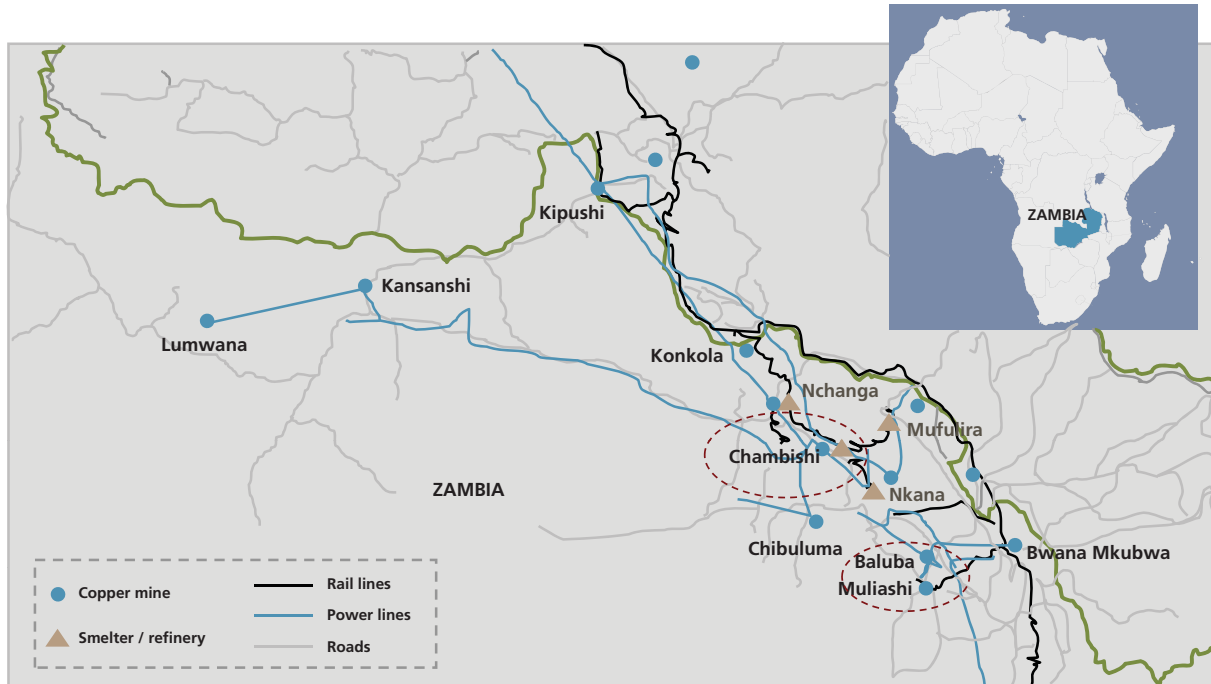 ZAMBIA
Kipushi
Kansanshi
Lumwana
Konkola
Nchanga
Mufulira
Chambishi
ZAMBIA
Nkana
Chibuluma
Bwana Mkubwa
Baluba
Muliashi
Copper mine
Smelter / refinery
Rail lines
Power lines
Roads